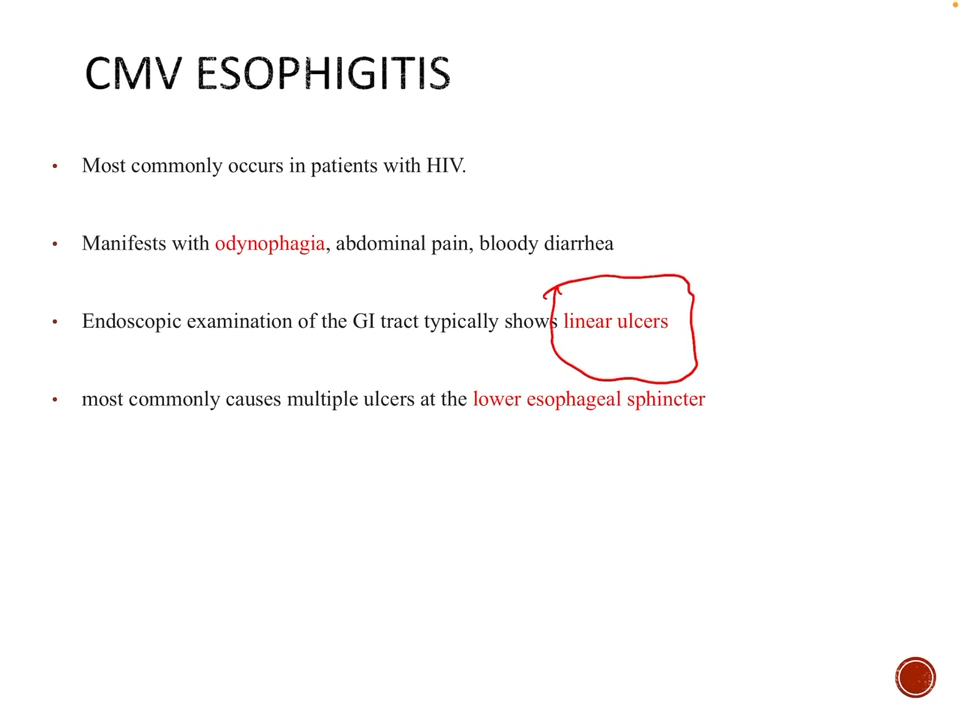 CMV ESOPHIGITIS
• Most commonly occurs in patients with HIV.
• Manifests with odynophagia, abdominal pain, bloody diarrhea
• Endoscopic examination of the GI tract typically shows linear ulcers
• most commonly causes multiple ulcers at the lower esophageal sphincter